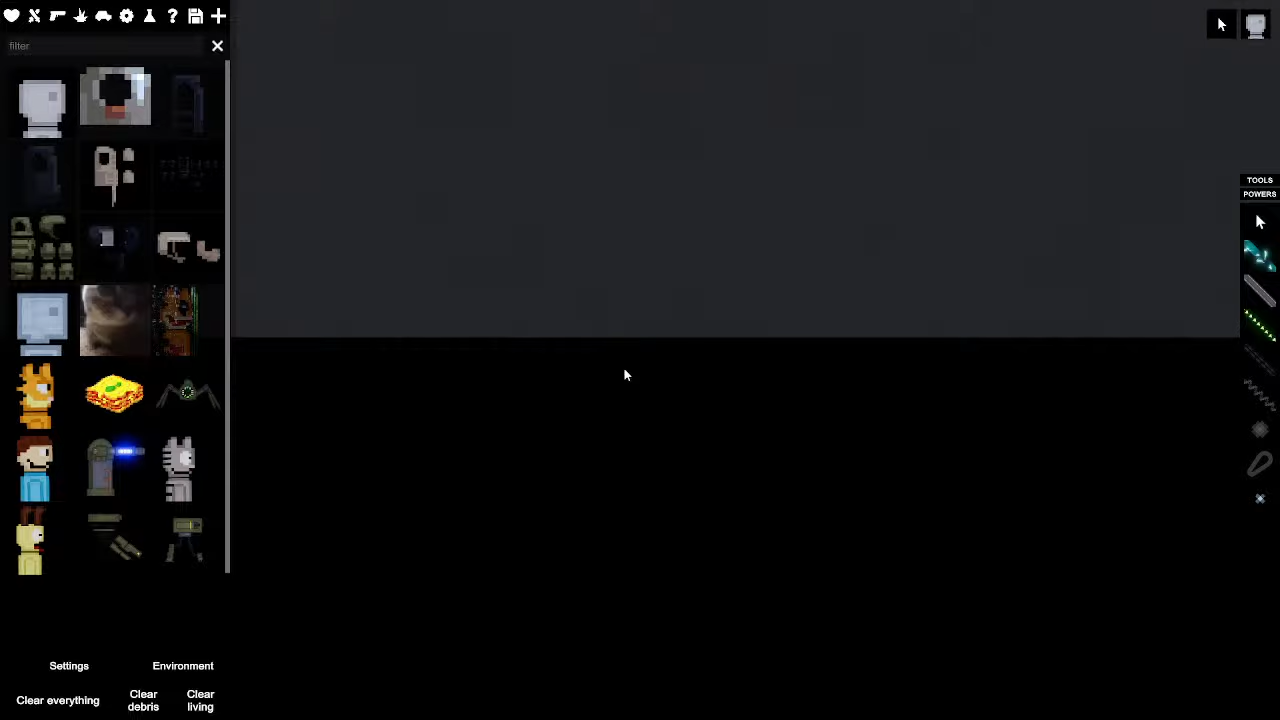 filter
TOOLS
POWERS
Settings
Environment
Clear everything
Clear
debris
Clear
living